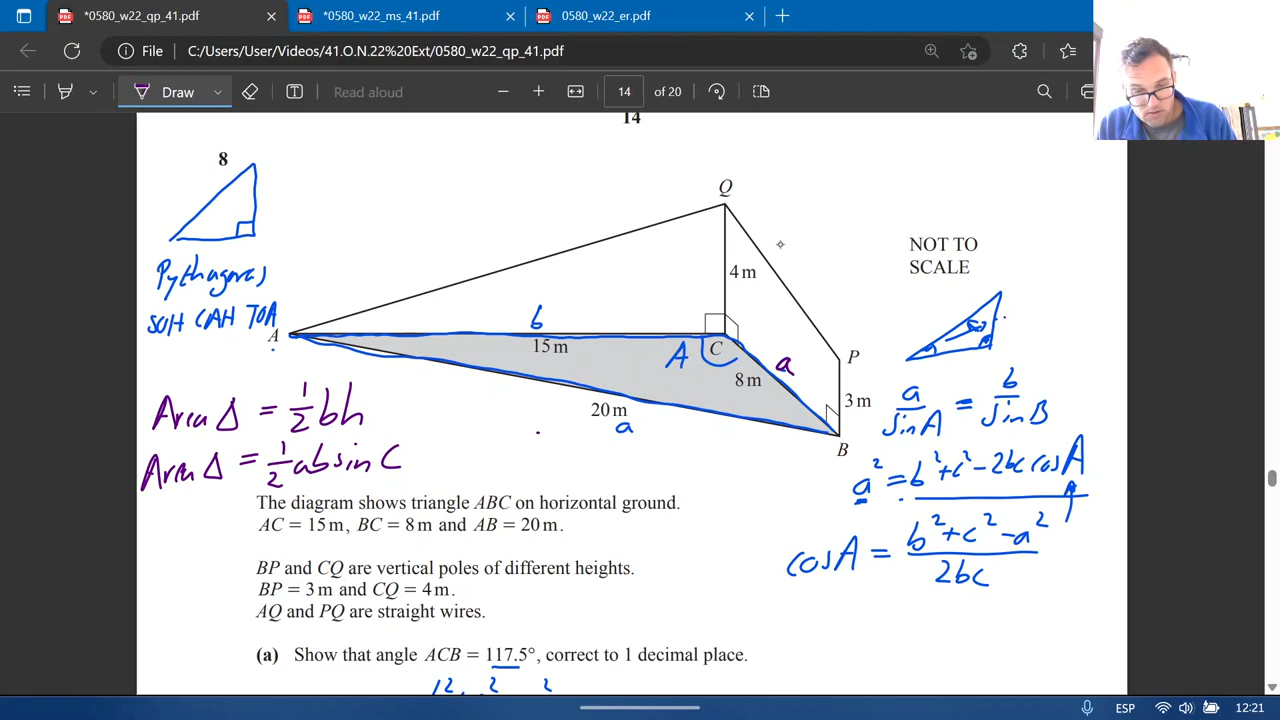 *0580_w22_qp_41.pdf
*0580_w22_ms_41.pdf
0580_w22_er.pdf
File
C:/Users/User/Videos/41.O.N.22%20Ext/0580_w22_qp_41.pdf
Draw
Read aloud
14
of 20
14
8
Q
NOT TO
SCALE
4 m
Pythagoras
SOH CAH TOA
A
b
15 m
A
C
a
8 m
P
3 m
20 m
a
B
a/sinA = b/sinB
Area Δ = 1/2 bh
Area Δ = 1/2 ab sin C
a² = b² + c² - 2bc cosA
cosA = b² + c² - a² / 2bc
The diagram shows triangle ABC on horizontal ground.
AC = 15 m, BC = 8 m and AB = 20 m.
BP and CQ are vertical poles of different heights.
BP = 3 m and CQ = 4 m.
AQ and PQ are straight wires.
(a) Show that angle ACB = 117.5°, correct to 1 decimal place.
ESP
12:21